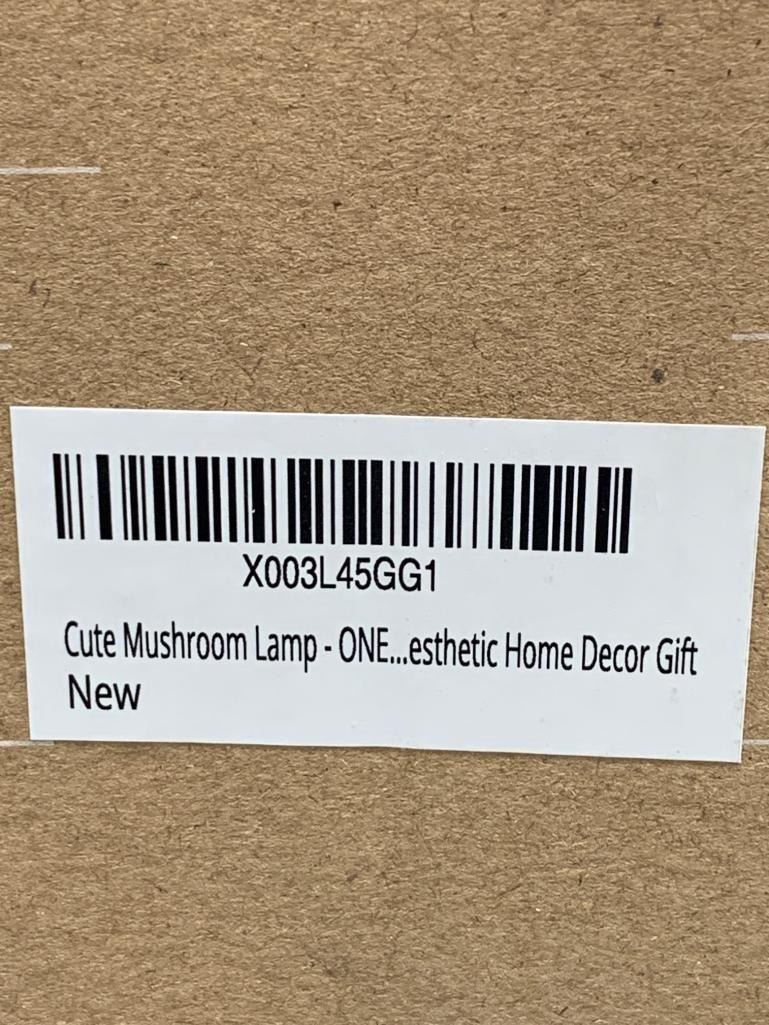 X003L45GG1
Cute Mushroom Lamp - ONE...esthetic Home Decor Gift
New